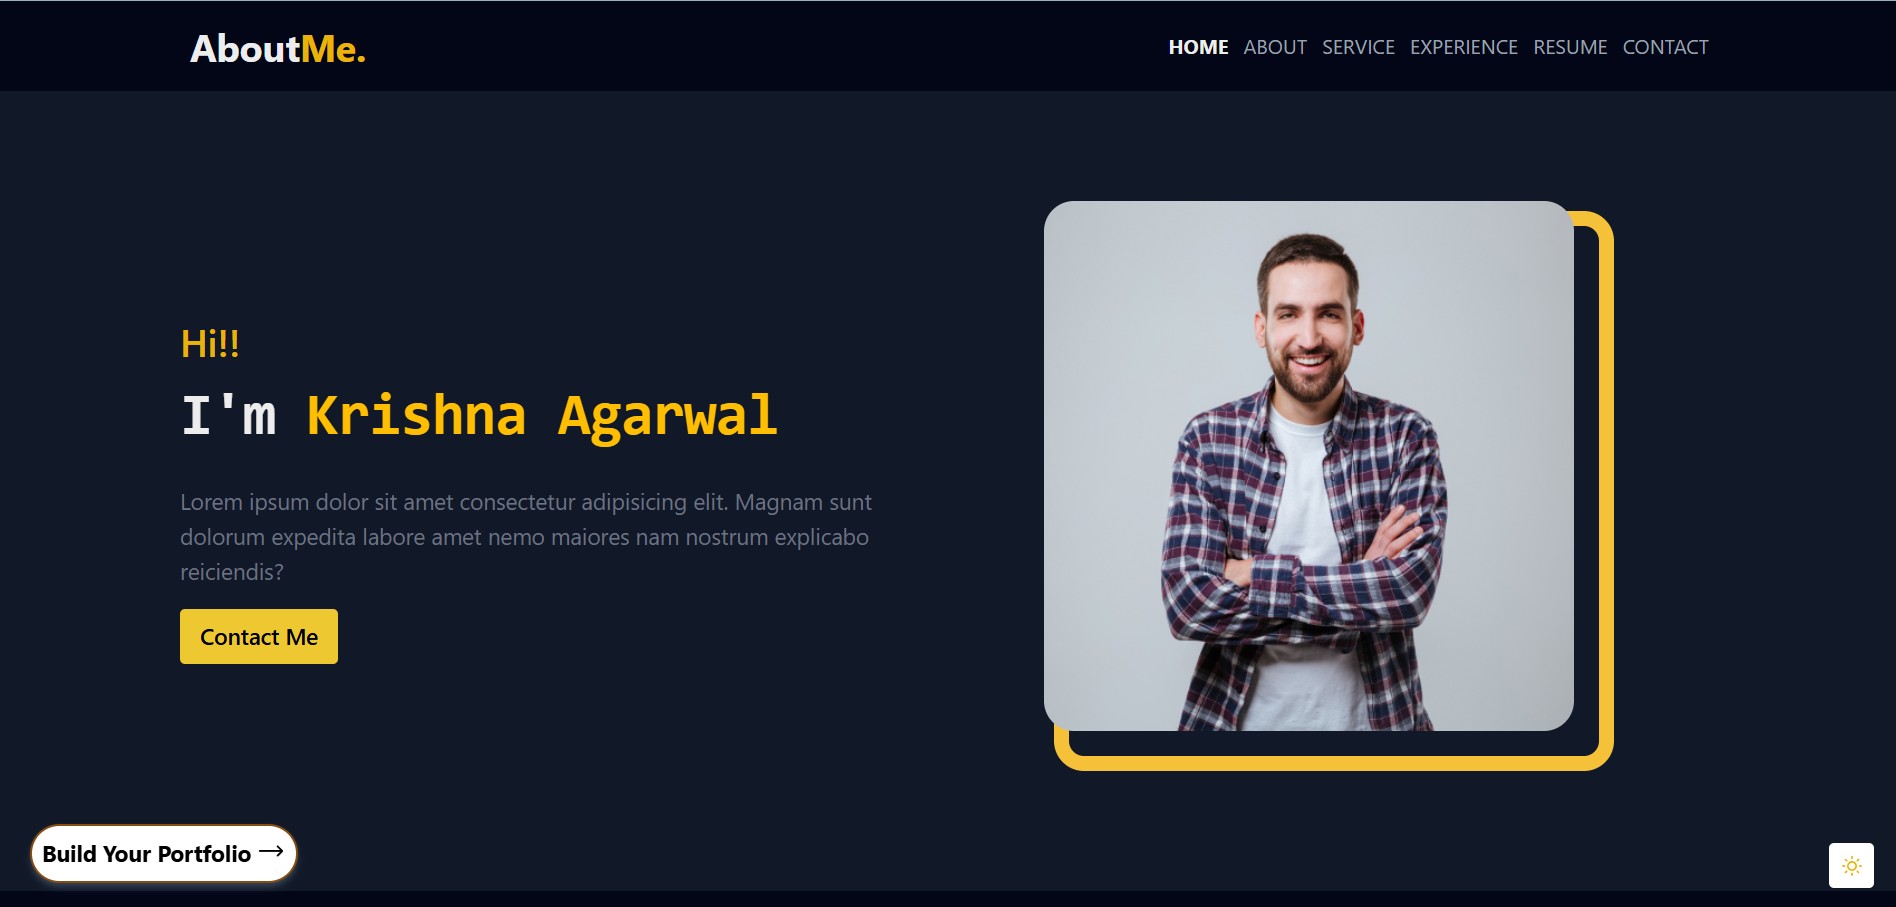 AboutMe.
HOME ABOUT SERVICE EXPERIENCE RESUME CONTACT
Hi!!
I'm Krishna Agarwal
Lorem ipsum dolor sit amet consectetur adipisicing elit. Magnam sunt
dolorum expedita labore amet nemo maiores nam nostrum explicabo
reiciendis?
Contact Me
Build Your Portfolio →